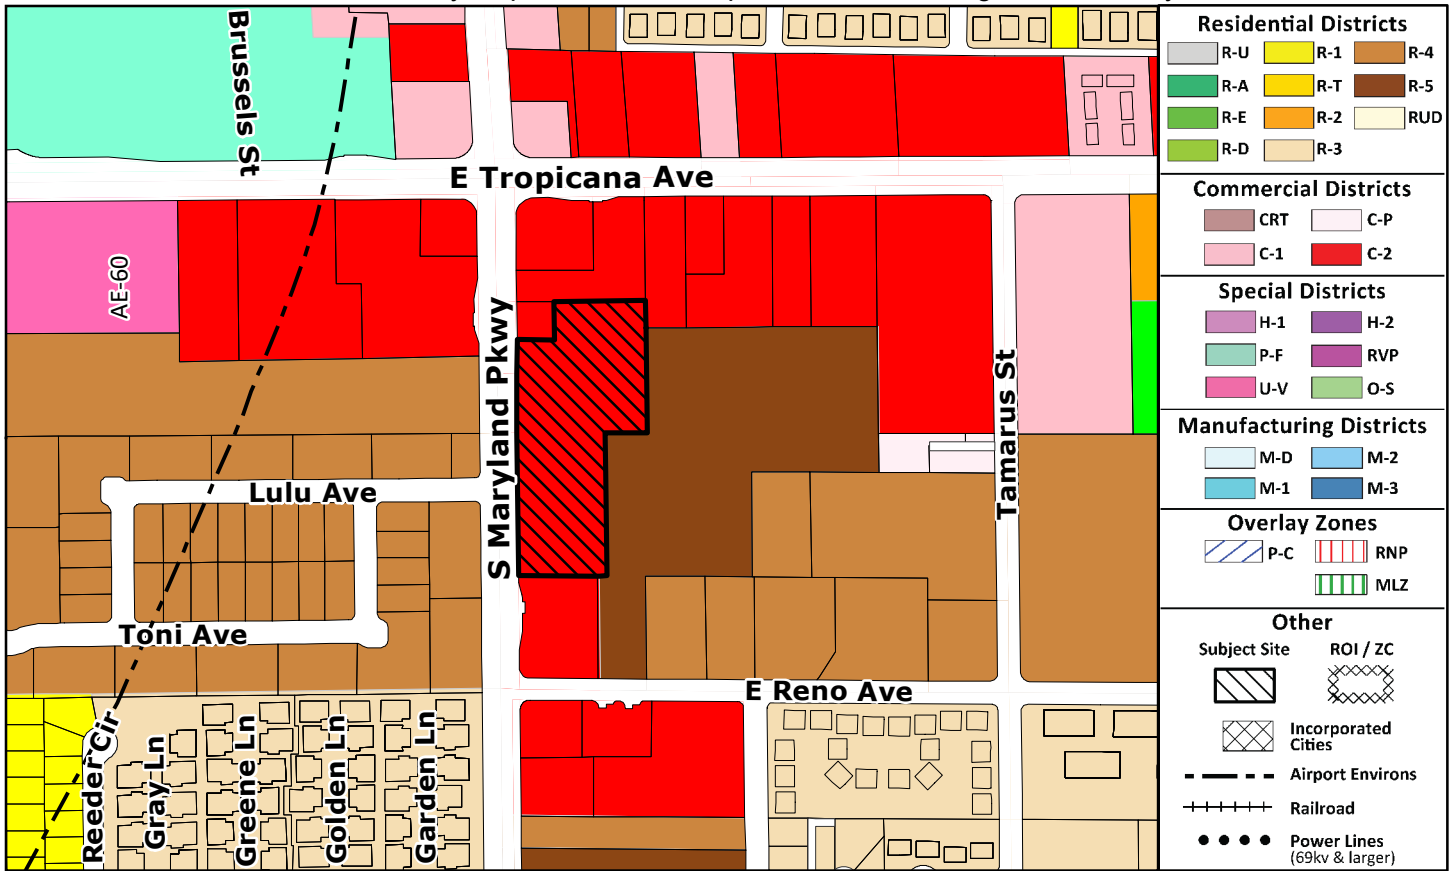 Brussels St
E Tropicana Ave
AE-60
S Maryland Pkwy
Tamarus St
Lulu Ave
Toni Ave
E Reno Ave
Reeder Cir
Gray Ln
Greene Ln
Golden Ln
Garden Ln
Residential Districts
R-U R-1 R-4
R-A R-T R-5
R-E R-2 RUD
R-D R-3
Commercial Districts
CRT C-P
C-1 C-2
Special Districts
H-1 H-2
P-F RVP
U-V O-S
Manufacturing Districts
M-D M-2
M-1 M-3
Overlay Zones
P-C RNP
MLZ
Other
Subject Site ROI / ZC
Incorporated
Cities
Airport Environs
Railroad
Power Lines
(69kv & larger)